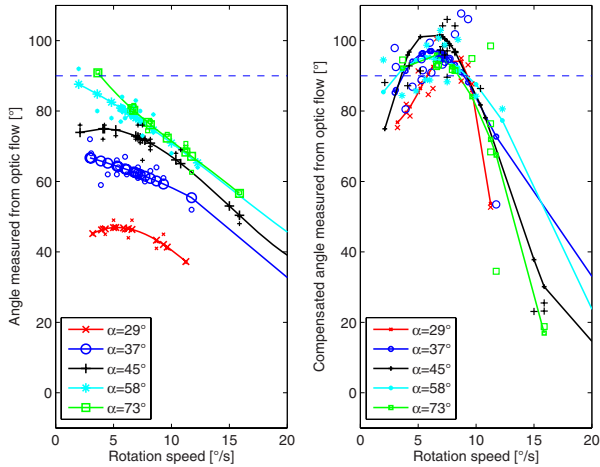 Angle measured from optic flow [°]
100
80
60
40
20
0
0
5
10
15
20
Rotation speed [°/s]
α=29°
α=37°
α=45°
α=58°
α=73°
Compensated angle measured from optic flow [°]
100
80
60
40
20
0
0
5
10
15
20
Rotation speed [°/s]
α=29°
α=37°
α=45°
α=58°
α=73°